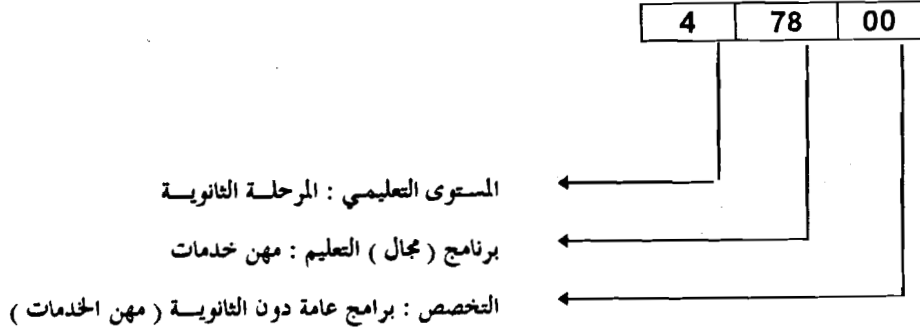 4 78 00
المستوى التعليمي : المرحلة الثانوية
برنامج ( مجال ) التعليم : مهن خدمات
التخصص : برامج عامة دون الثانوية ( مهن الخدمات )